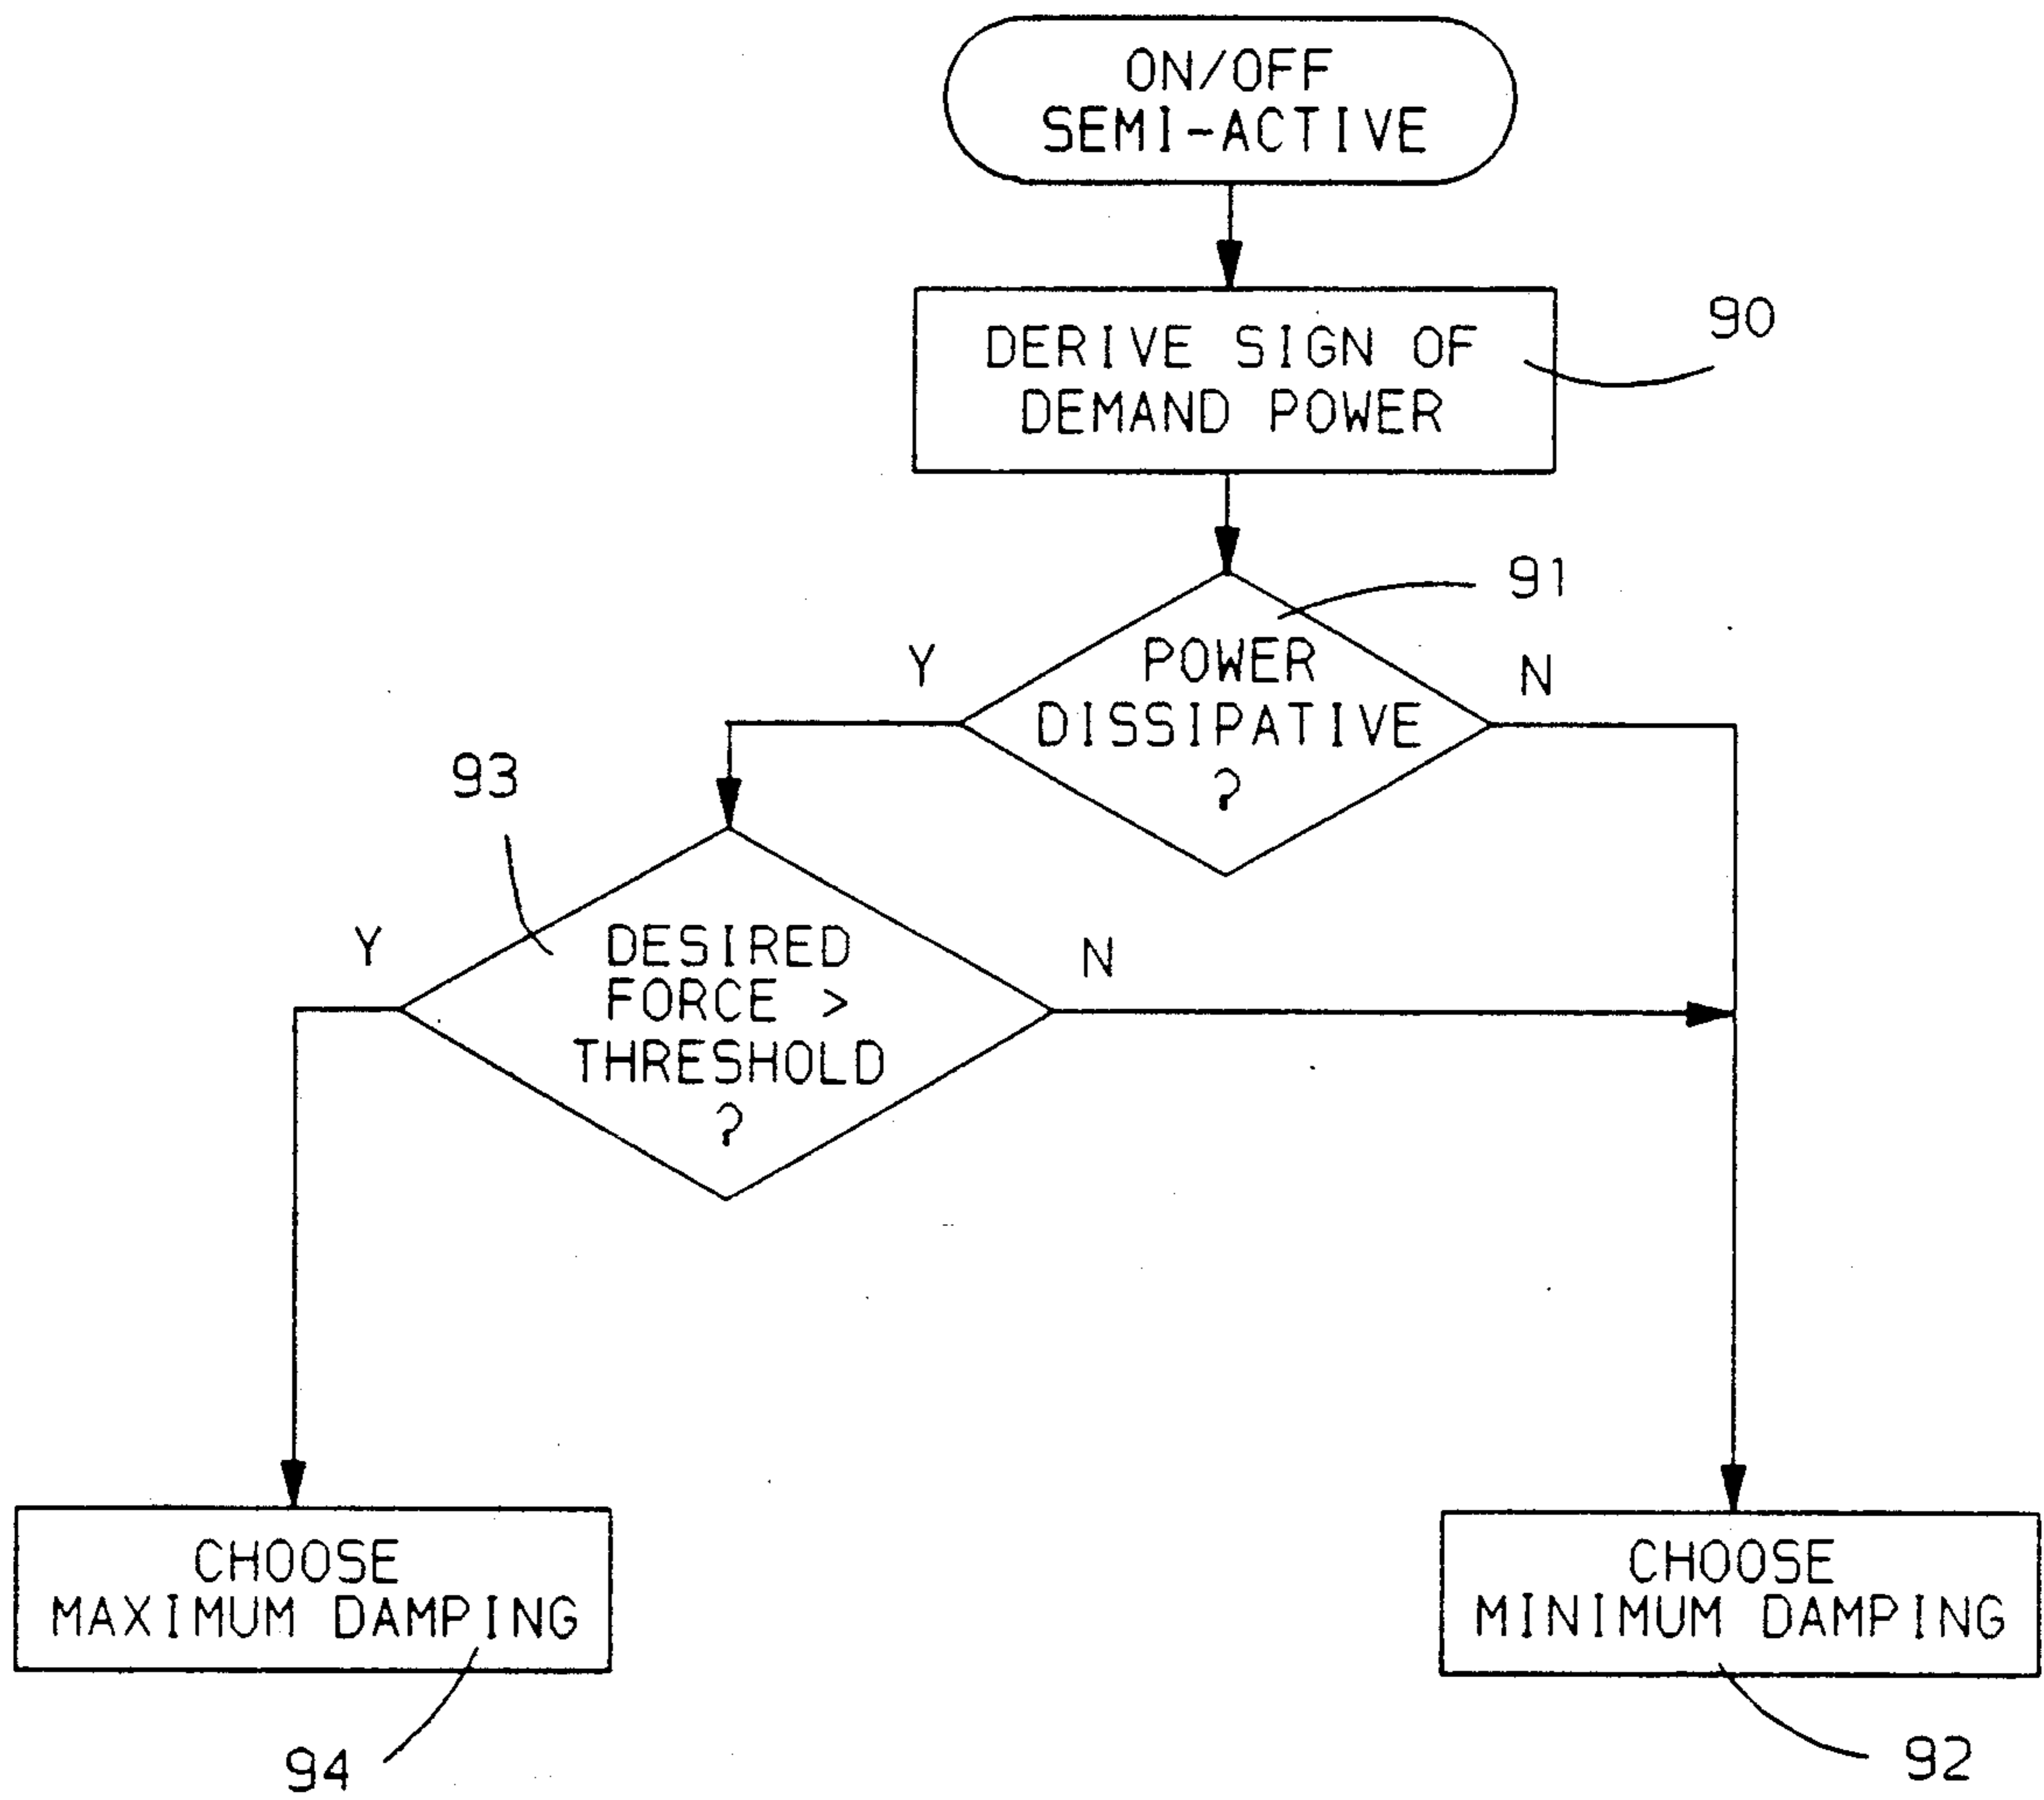 ON/OFF
SEMI-ACTIVE
DERIVE SIGN OF
DEMAND POWER
90
91
POWER
DISSIPATIVE
?
Y
N
93
DESIRED
FORCE >
THRESHOLD
?
Y
N
CHOOSE
MAXIMUM DAMPING
94
CHOOSE
MINIMUM DAMPING
92